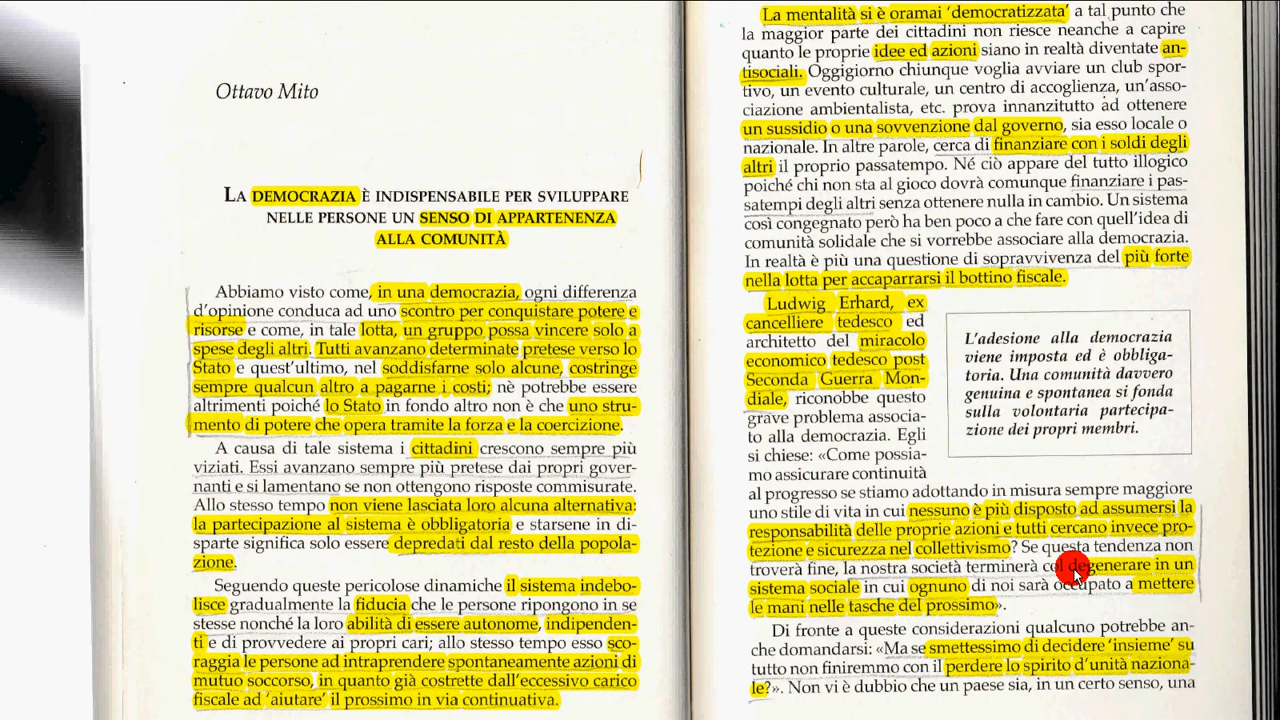 Ottavo Mito
LA DEMOCRAZIA È INDISPENSABILE PER SVILUPPARE
NELLE PERSONE UN SENSO DI APPARTENENZA
ALLA COMUNITÀ
Abbiamo visto come, in una democrazia, ogni differenza
d'opinione conduca ad uno scontro per conquistare potere e
risorse e come, in tale lotta, un gruppo possa vincere solo a
spese degli altri. Tutti avanzano determinate pretese verso lo
Stato e quest'ultimo, nel soddisfarne solo alcune, costringe
sempre qualcun altro a pagarne i costi; nè potrebbe essere
altrimenti poiché lo Stato in fondo altro non è che uno stru-
mento di potere che opera tramite la forza e la coercizione.
A causa di tale sistema i cittadini crescono sempre più
viziati. Essi avanzano sempre più pretese dai propri gover-
nanti e si lamentano se non ottengono risposte commisurate.
Allo stesso tempo non viene lasciata loro alcuna alternativa:
la partecipazione al sistema è obbligatoria e starsene in di-
sparte significa solo essere depredati dal resto della popola-
zione.
Seguendo queste pericolose dinamiche il sistema indebo-
lisce gradualmente la fiducia che le persone ripongono in se
stesse nonché la loro abilità di essere autonome, indipenden-
ti e di provvedere ai propri cari; allo stesso tempo esso sco-
raggia le persone ad intraprendere spontaneamente azioni di
mutuo soccorso, in quanto già costrette dall'eccessivo carico
fiscale ad 'aiutare' il prossimo in via continuativa.
La mentalità si è oramai 'democratizzata' a tal punto che
la maggior parte dei cittadini non riesce neanche a capire
quanto le proprie idee ed azioni siano in realtà diventate an-
tisociali. Oggigiorno chiunque voglia avviare un club spor-
tivo, un evento culturale, un centro di accoglienza, un'asso-
ciazione ambientalista, etc. prova innanzitutto ad ottenere
un sussidio o una sovvenzione dal governo, sia esso locale o
nazionale. In altre parole, cerca di finanziare con i soldi degli
altri il proprio passatempo. Né ciò appare del tutto illogico
poiché chi non sta al gioco dovrà comunque finanziare i pas-
satempi degli altri senza ottenere nulla in cambio. Un sistema
così congegnato però ha ben poco a che fare con quell'idea di
comunità solidale che si vorrebbe associare alla democrazia.
In realtà è più una questione di sopravvivenza del più forte
nella lotta per accaparrarsi il bottino fiscale.
Ludwig Erhard, ex
cancelliere tedesco ed
architetto del miracolo
economico tedesco post
Seconda Guerra Mon-
diale, riconobbe questo
grave problema associa-
to alla democrazia. Egli
si chiese: «Come possia-
mo assicurare continuità
L'adesione alla democrazia
viene imposta ed è obbliga-
toria. Una comunità davvero
genuina e spontanea si fonda
sulla volontaria partecipa-
zione dei propri membri.
al progresso se stiamo adottando in misura sempre maggiore
uno stile di vita in cui nessuno è più disposto ad assumersi la
responsabilità delle proprie azioni e tutti cercano invece pro-
tezione e sicurezza nel collettivismo? Se questa tendenza non
troverà fine, la nostra società terminerà col degenerare in un
sistema sociale in cui ognuno di noi sarà occupato a mettere
le mani nelle tasche del prossimo».
Di fronte a queste considerazioni qualcuno potrebbe an-
che domandarsi: «Ma se smettessimo di decidere 'insieme' su
tutto non finiremmo con il perdere lo spirito d'unità naziona-
le?». Non vi è dubbio che un paese sia, in un certo senso, una